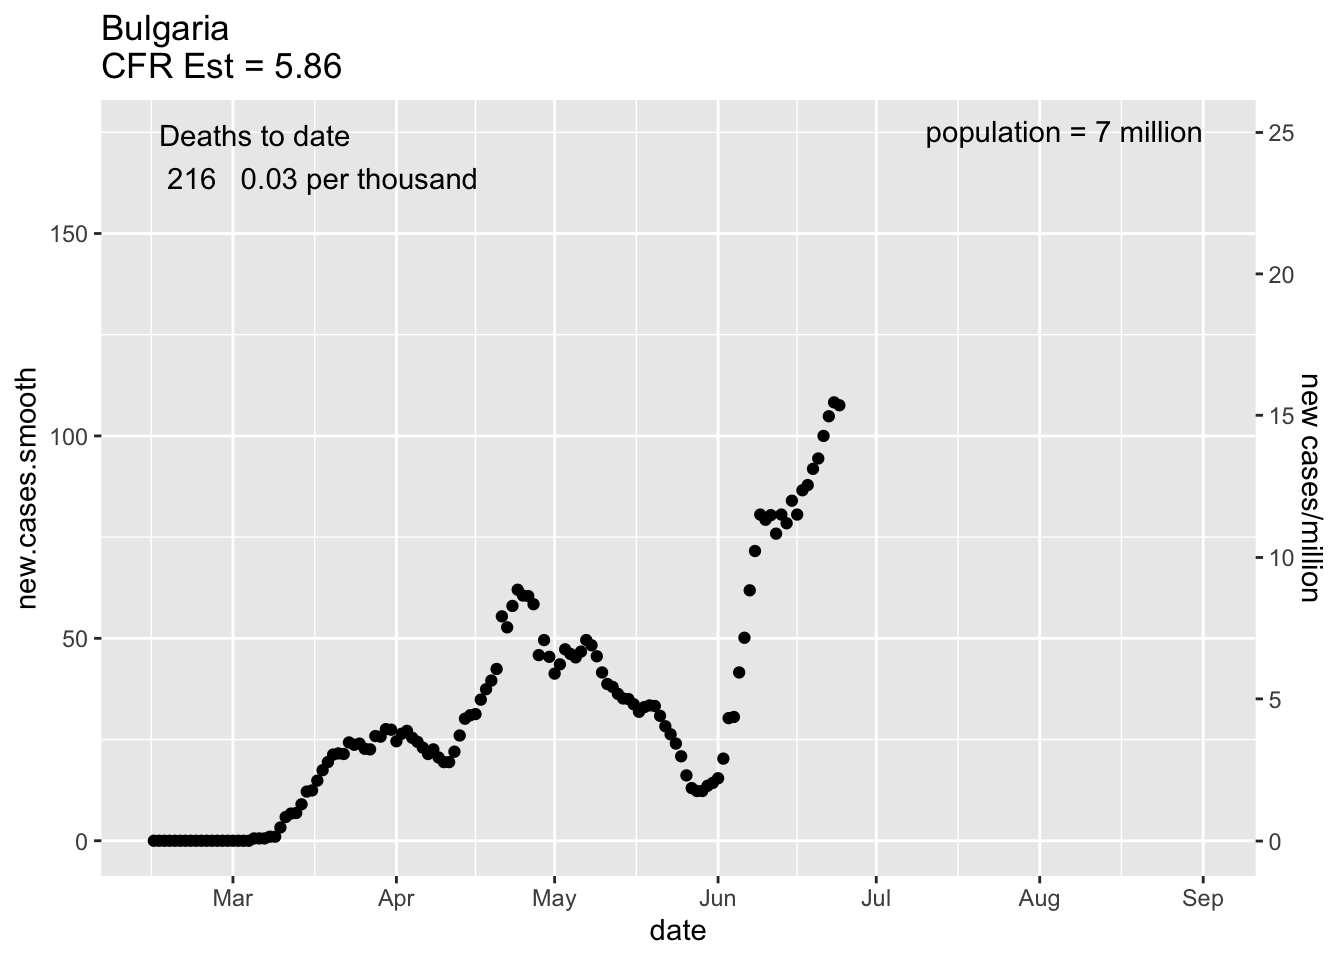 Bulgaria
CFR Est = 5.86
Deaths to date
216 0.03 per thousand
population = 7 million
new.cases.smooth
150
100
50
0
25
20
15
10
5
0
new cases/million
Mar Apr May Jun Jul Aug Sep
date